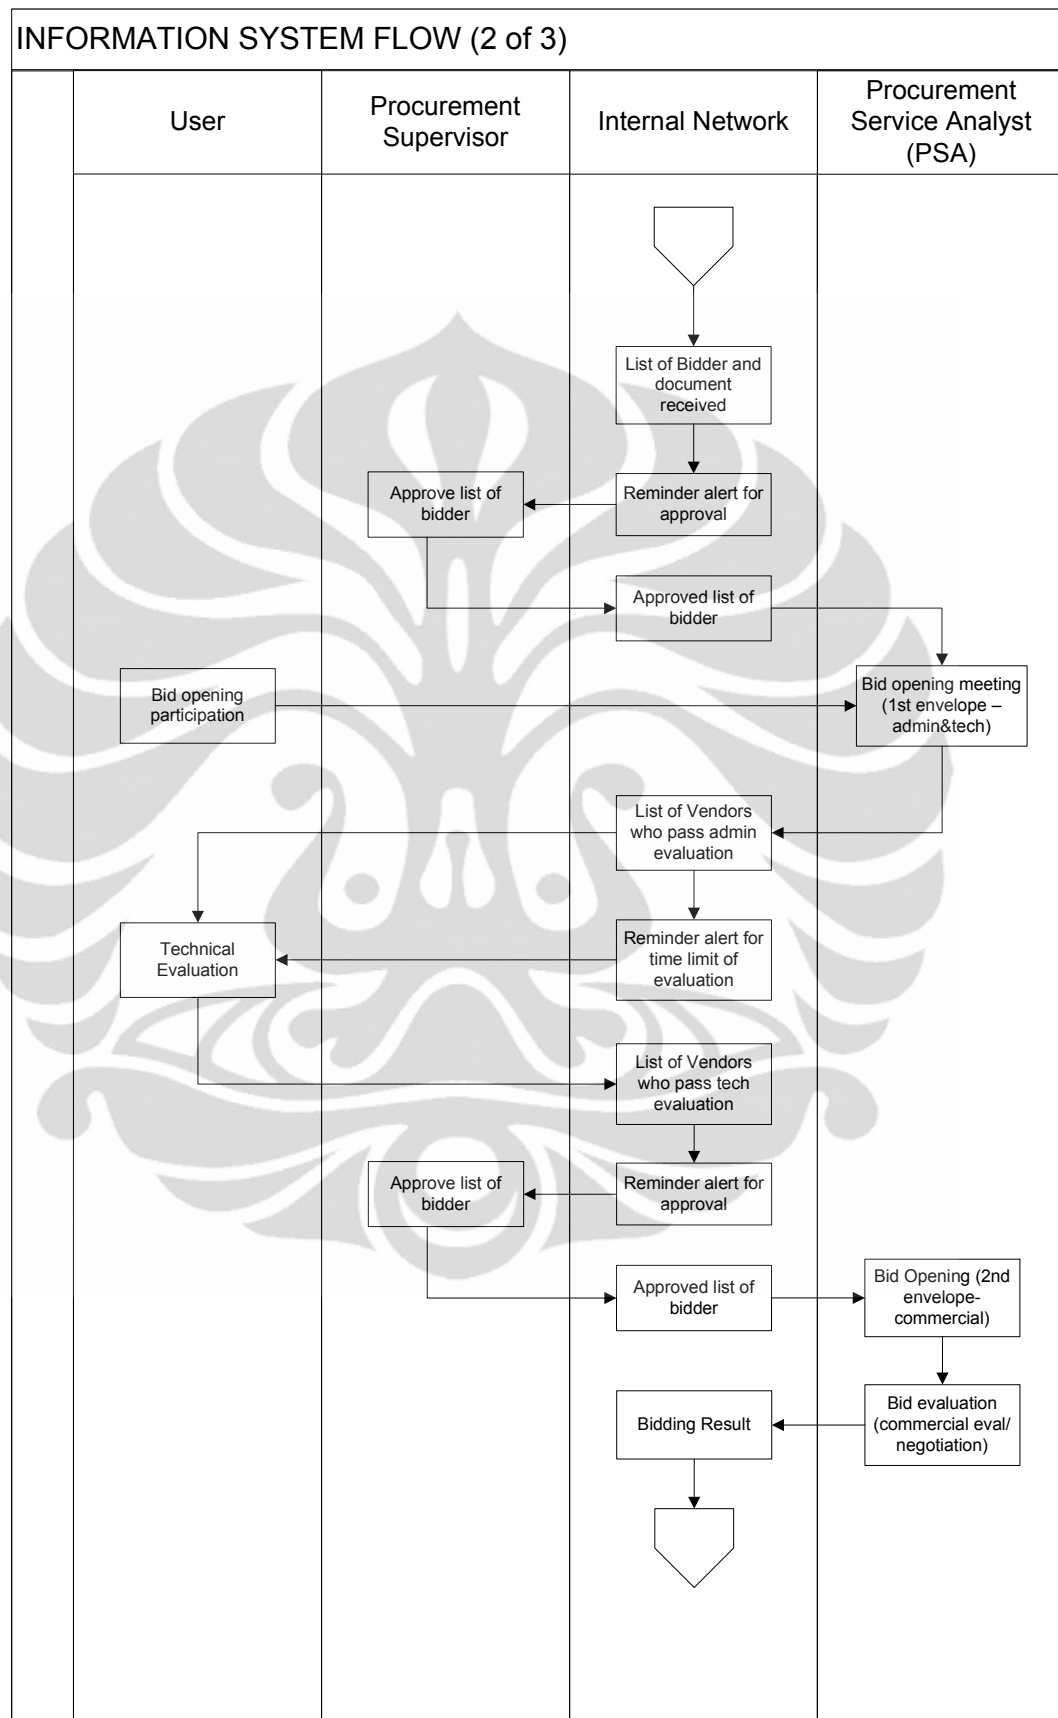 INFORMATION SYSTEM FLOW (2 of 3)
User
Procurement
Supervisor
Internal Network
Procurement
Service Analyst
(PSA)
List of Bidder and
document
received
Approve list of
bidder
Reminder alert for
approval
Approved list of
bidder
Bid opening
participation
Bid opening meeting
(1st envelope –
admin&tech)
List of Vendors
who pass admin
evaluation
Technical
Evaluation
Reminder alert for
time limit of
evaluation
List of Vendors
who pass tech
evaluation
Approve list of
bidder
Reminder alert for
approval
Approved list of
bidder
Bid Opening (2nd
envelope-
commercial)
Bidding Result
Bid evaluation
(commercial eval/
negotiation)